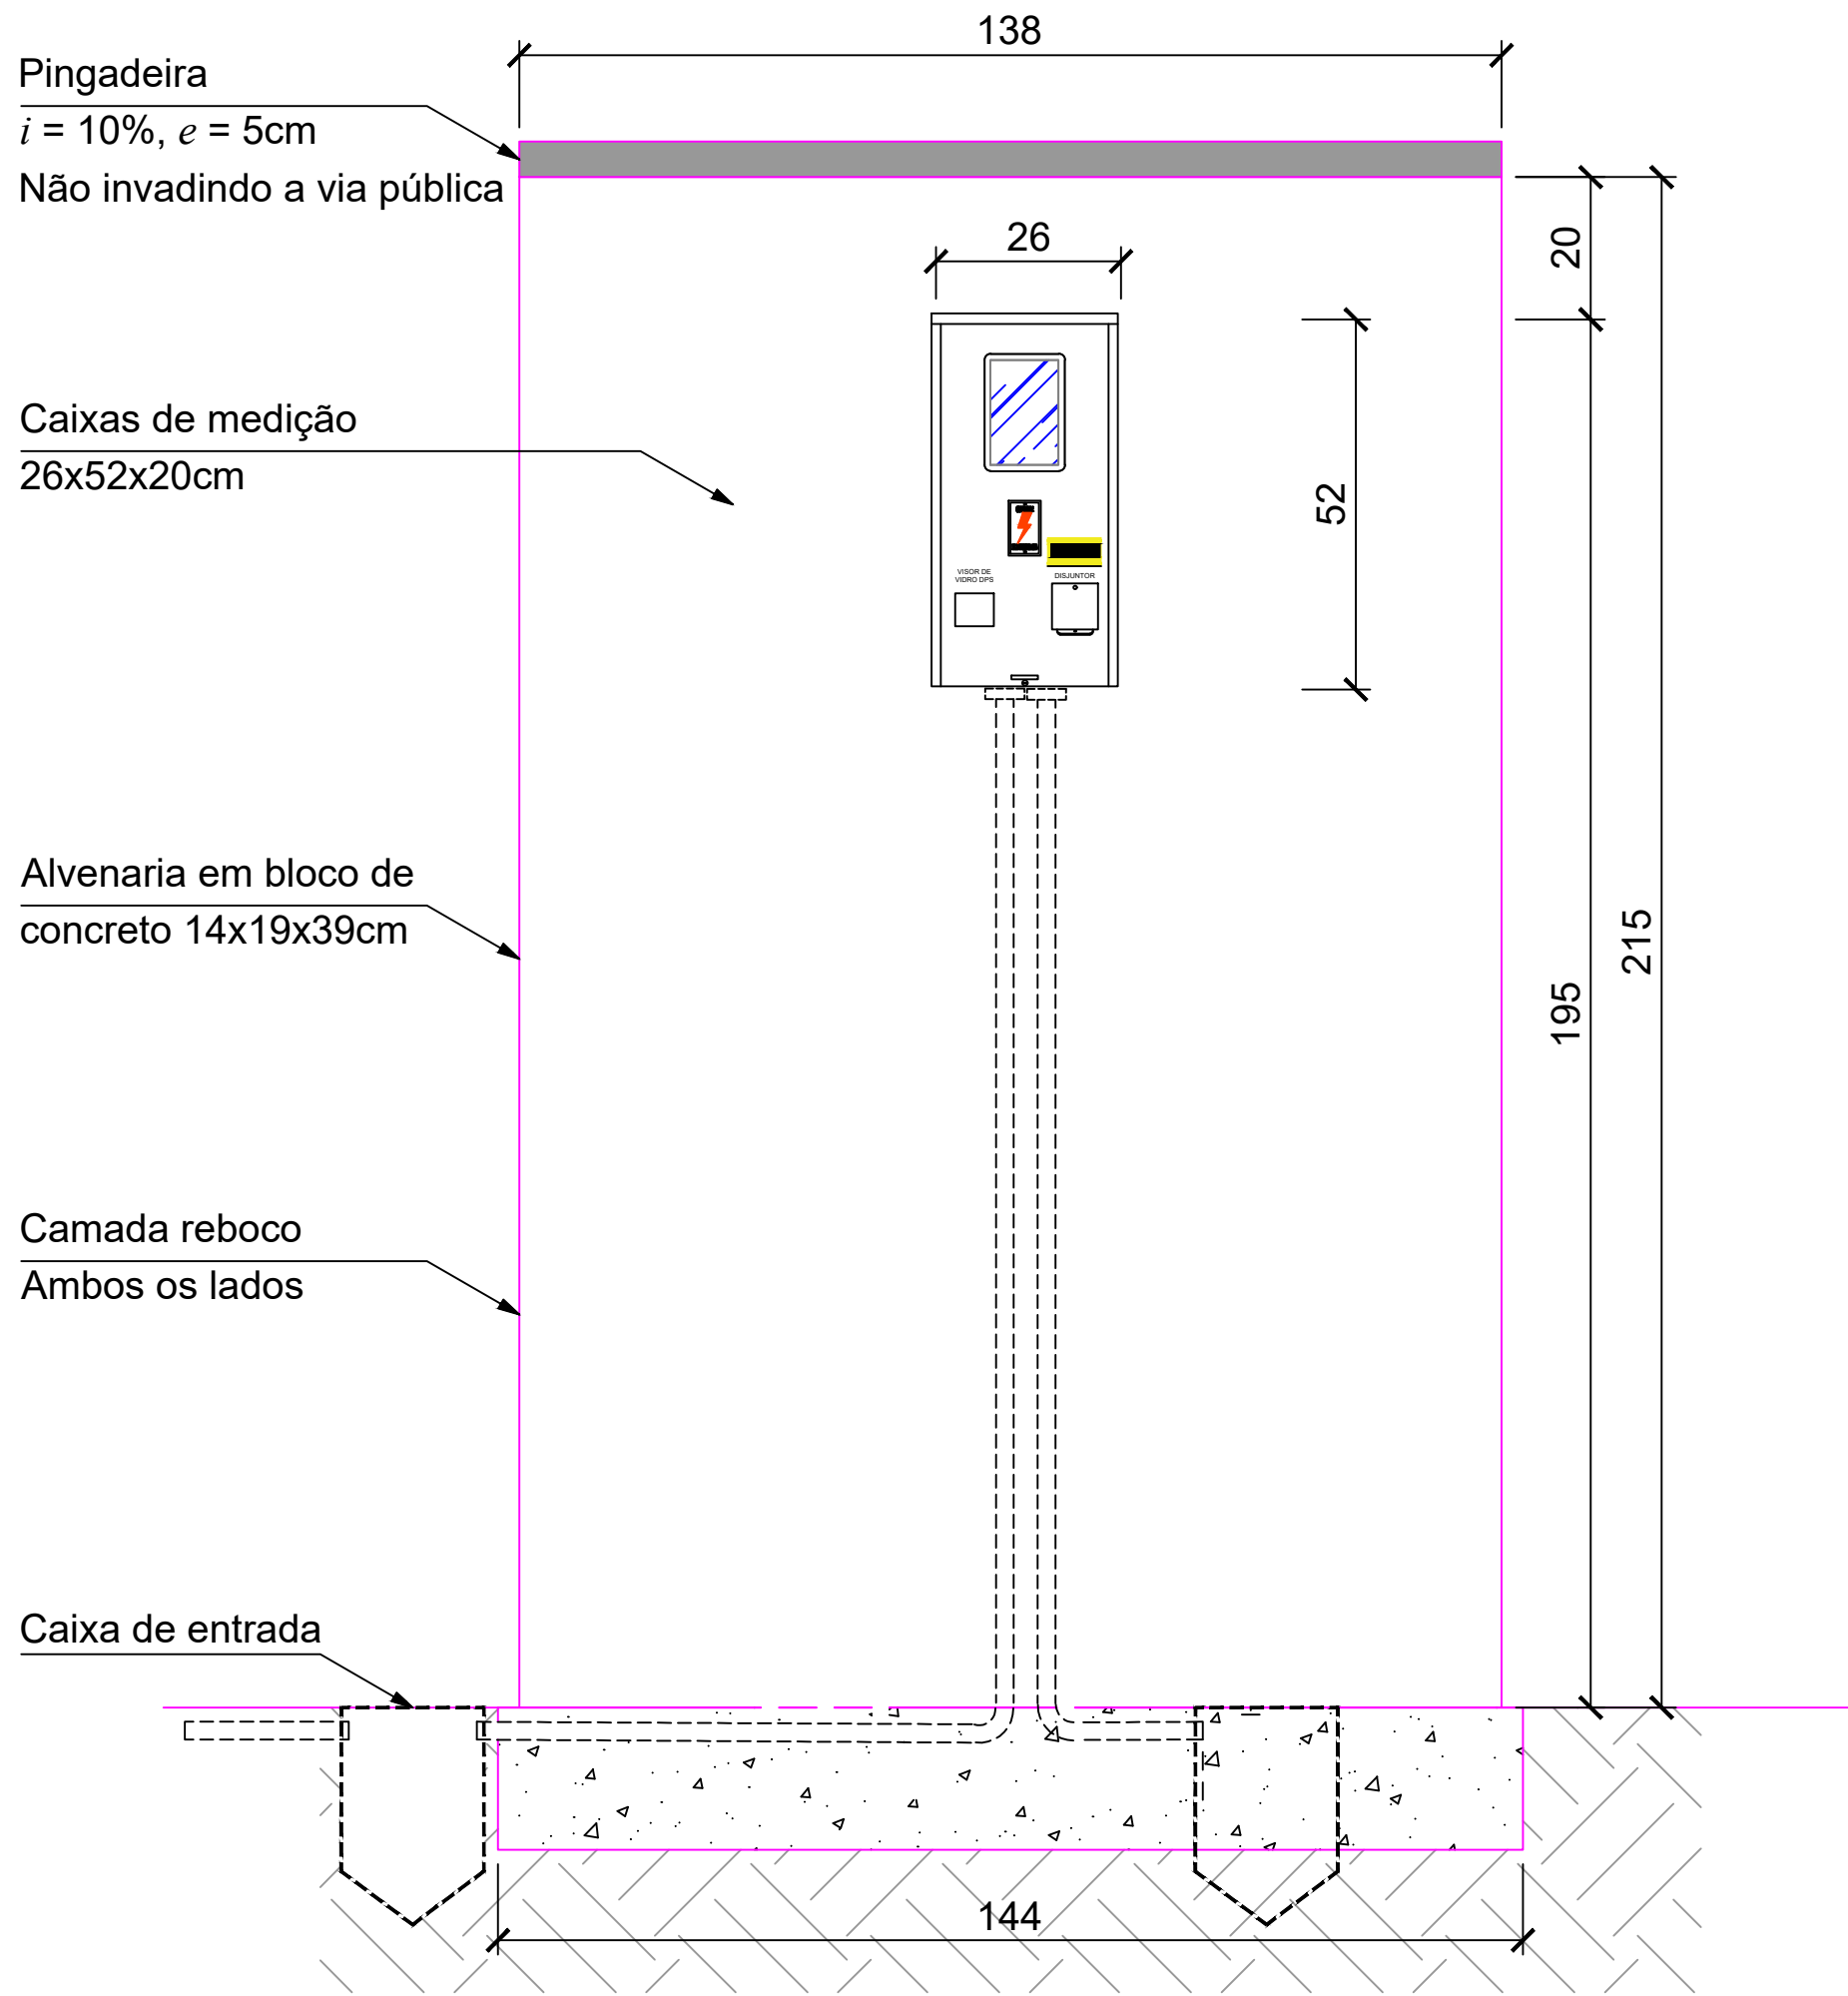 138
Pingadeira
i = 10%, e = 5cm
Não invadindo a via pública
26
20
Caixas de medição
26x52x20cm
52
VISOR DE
VIDRO DPS
DISJUNTOR
Alvenaria em bloco de
concreto 14x19x39cm
215
195
Camada reboco
Ambos os lados
Caixa de entrada
144